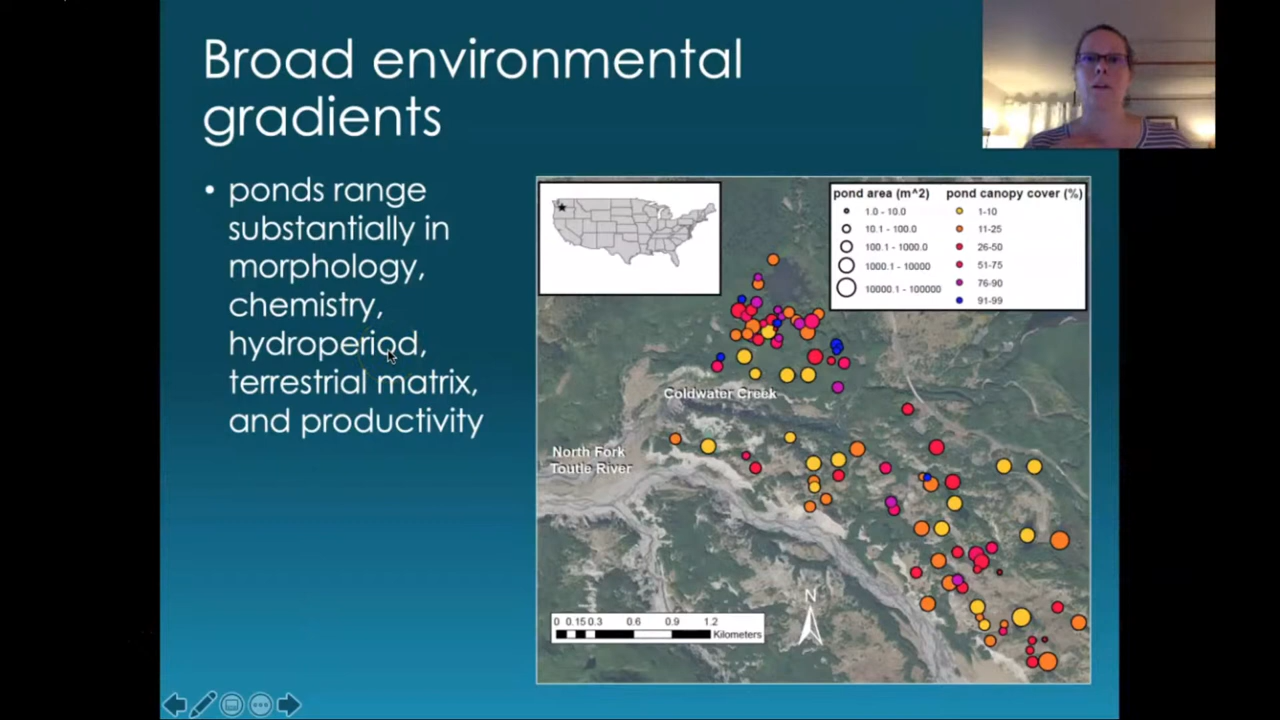 Broad environmental
gradients
• ponds range
substantially in
morphology,
chemistry,
hydroperiod,
terrestrial matrix,
and productivity
pond area (m^2)
1.0 - 10.0
10.1 - 100.0
100.1 - 1000.0
1000.1 - 10000
10000.1 - 100000
pond canopy cover (%)
1-10
11-25
26-50
51-75
76-90
91-99
Coldwater Creek
North Fork
Toutle River
N
0 0.15 0.3 0.6 0.9 1.2
Kilometers